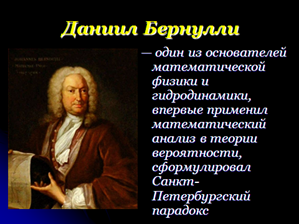 Даниил Бернулли
— один из основателей
математической
физики и
гидродинамики,
впервые применил
математический
анализ в теории
вероятности,
сформулировал
Санкт-
Петербургский
парадокс